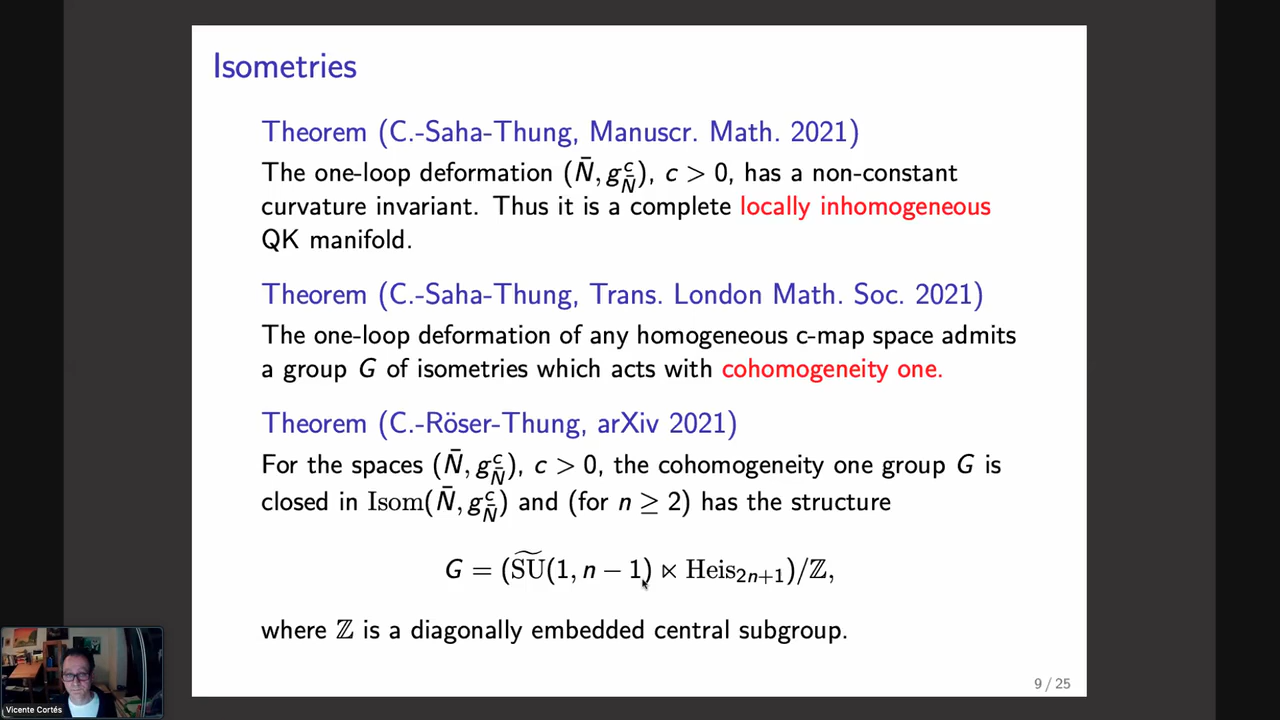 Isometries
Theorem (C.-Saha-Thung, Manuscr. Math. 2021)
The one-loop deformation (N̄, g^c_N̄), c > 0, has a non-constant
curvature invariant. Thus it is a complete locally inhomogeneous
QK manifold.
Theorem (C.-Saha-Thung, Trans. London Math. Soc. 2021)
The one-loop deformation of any homogeneous c-map space admits
a group G of isometries which acts with cohomogeneity one.
Theorem (C.-Röser-Thung, arXiv 2021)
For the spaces (N̄, g^c_N̄), c > 0, the cohomogeneity one group G is
closed in Isom(N̄, g^c_N̄) and (for n ≥ 2) has the structure
G = (S͠U(1, n − 1) ⋉ Heis₂ₙ₊₁)/ℤ,
where ℤ is a diagonally embedded central subgroup.
9 / 25
Vicente Cortés